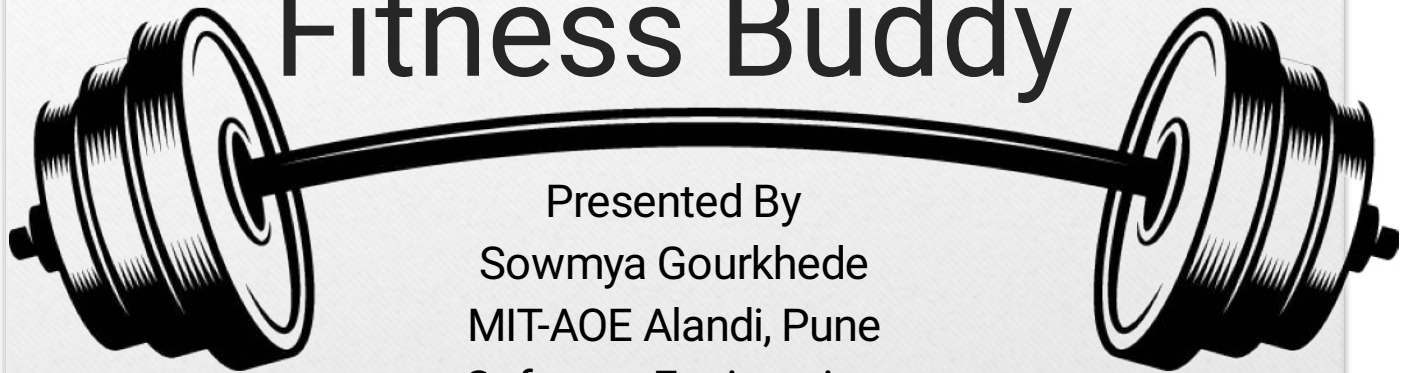 Fitness Buddy
Presented By
Sowmya Gourkhede
MIT-AOE Alandi, Pune